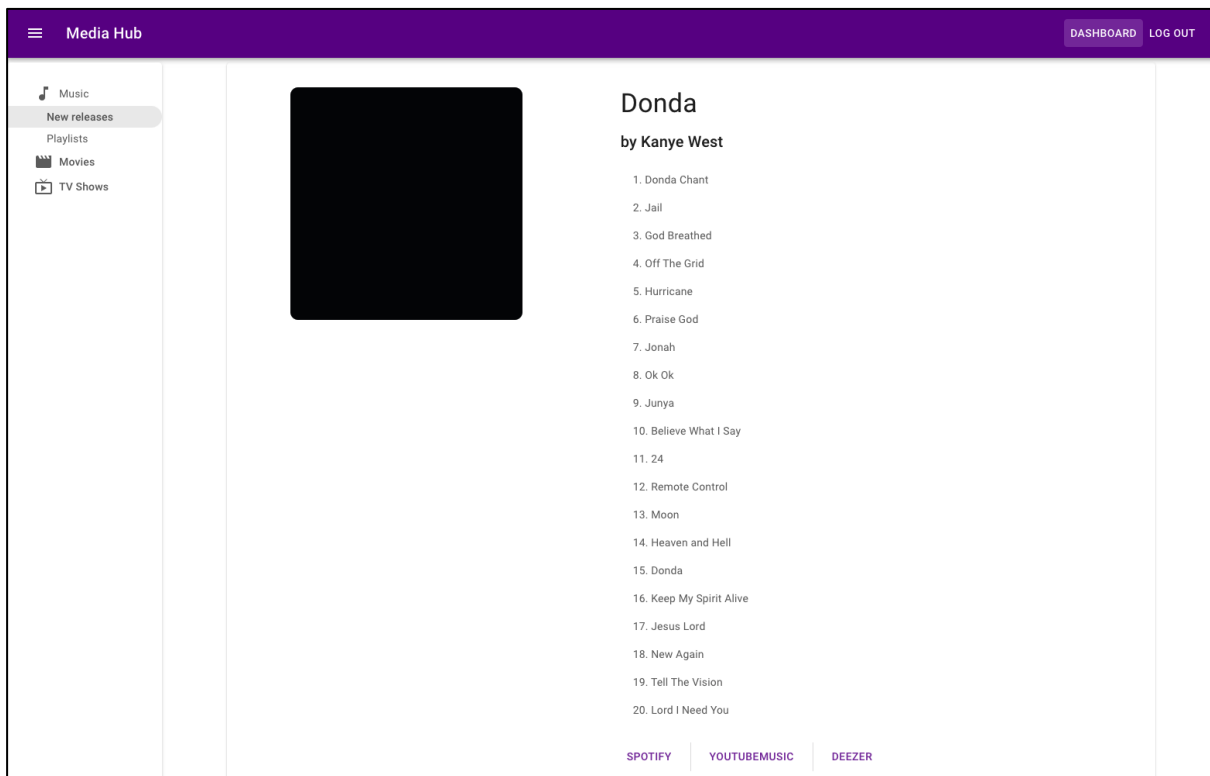 Media Hub
DASHBOARD LOG OUT
Music
New releases
Playlists
Movies
TV Shows
Donda
by Kanye West
1. Donda Chant
2. Jail
3. God Breathed
4. Off The Grid
5. Hurricane
6. Praise God
7. Jonah
8. Ok Ok
9. Junya
10. Believe What I Say
11. 24
12. Remote Control
13. Moon
14. Heaven and Hell
15. Donda
16. Keep My Spirit Alive
17. Jesus Lord
18. New Again
19. Tell The Vision
20. Lord I Need You
SPOTIFY YOUTUBEMUSIC DEEZER